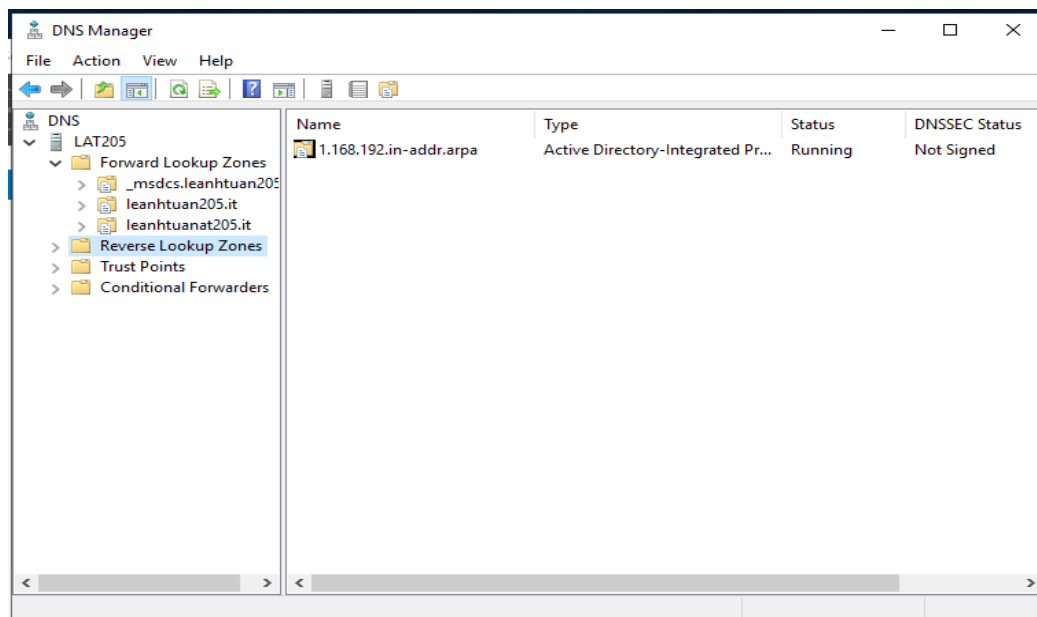 DNS Manager
File Action View Help
DNS
LAT205
Forward Lookup Zones
_msdcs.leanhtuan205
leanhtuan205.it
leanhtuanat205.it
Reverse Lookup Zones
Trust Points
Conditional Forwarders
Name Type Status DNSSEC Status
1.168.192.in-addr.arpa Active Directory-Integrated Pr... Running Not Signed